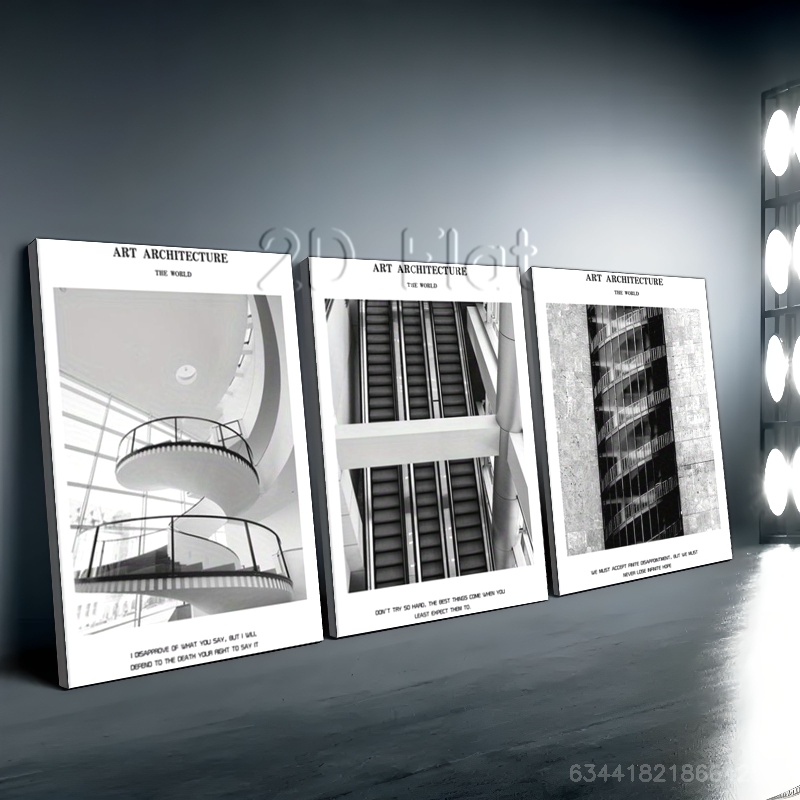 2D Flat
ART ARCHITECTURE
THE WORLD
I DISAPPROVE OF WHAT YOU SAY, BUT I WILL
DEFEND TO THE DEATH YOUR RIGHT TO SAY IT
ART ARCHITECTURE
THE WORLD
DON'T TRY SO HARD, THE BEST THINGS COME WHEN YOU
LEAST EXPECT THEM TO.
ART ARCHITECTURE
THE WORLD
WE MUST ACCEPT FINITE DISAPPOINTMENT, BUT WE MUST
NEVER LOSE INFINITE HOPE